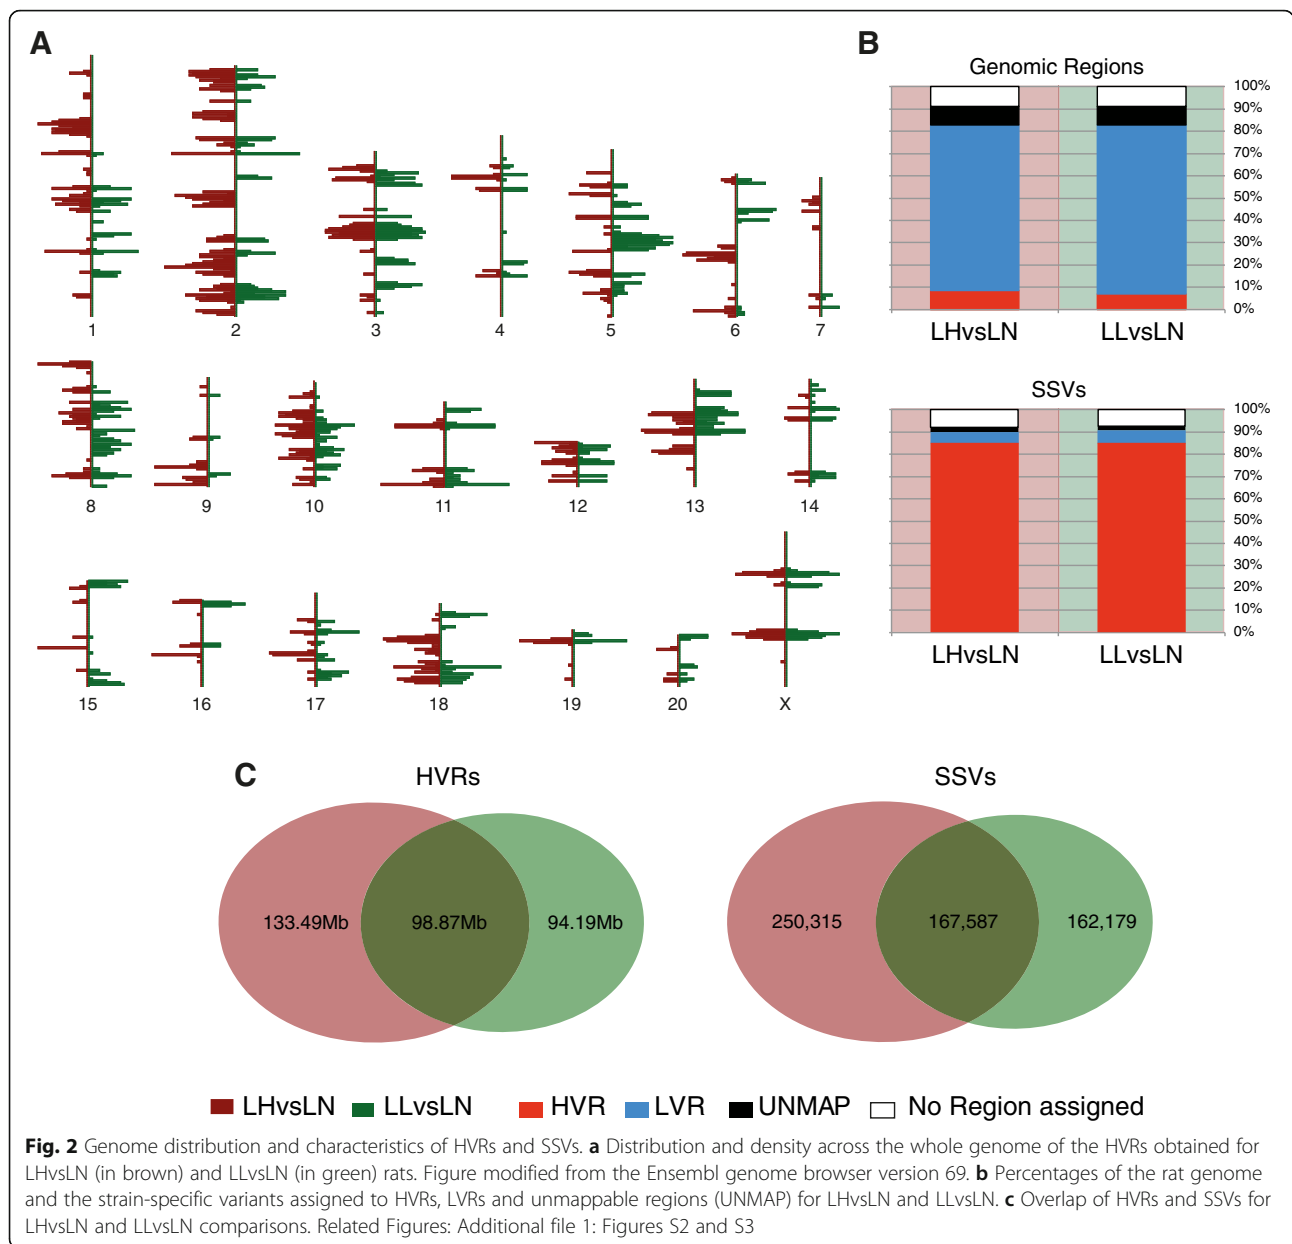 A
B
1
2
3
4
5
6
7
8
9
10
11
12
13
14
15
16
17
18
19
20
X
Genomic Regions
100%
90%
80%
70%
60%
50%
40%
30%
20%
10%
0%
LHvsLN
LLvsLN
SSVs
100%
90%
80%
70%
60%
50%
40%
30%
20%
10%
0%
LHvsLN
LLvsLN
C
HVRs
133.49Mb
98.87Mb
94.19Mb
SSVs
250,315
167,587
162,179
LHvsLN LLvsLN HVR LVR UNMAP No Region assigned
Fig. 2 Genome distribution and characteristics of HVRs and SSVs. a Distribution and density across the whole genome of the HVRs obtained for
LHvsLN (in brown) and LLvsLN (in green) rats. Figure modified from the Ensembl genome browser version 69. b Percentages of the rat genome
and the strain-specific variants assigned to HVRs, LVRs and unmappable regions (UNMAP) for LHvsLN and LLvsLN. c Overlap of HVRs and SSVs for
LHvsLN and LLvsLN comparisons. Related Figures: Additional file 1: Figures S2 and S3